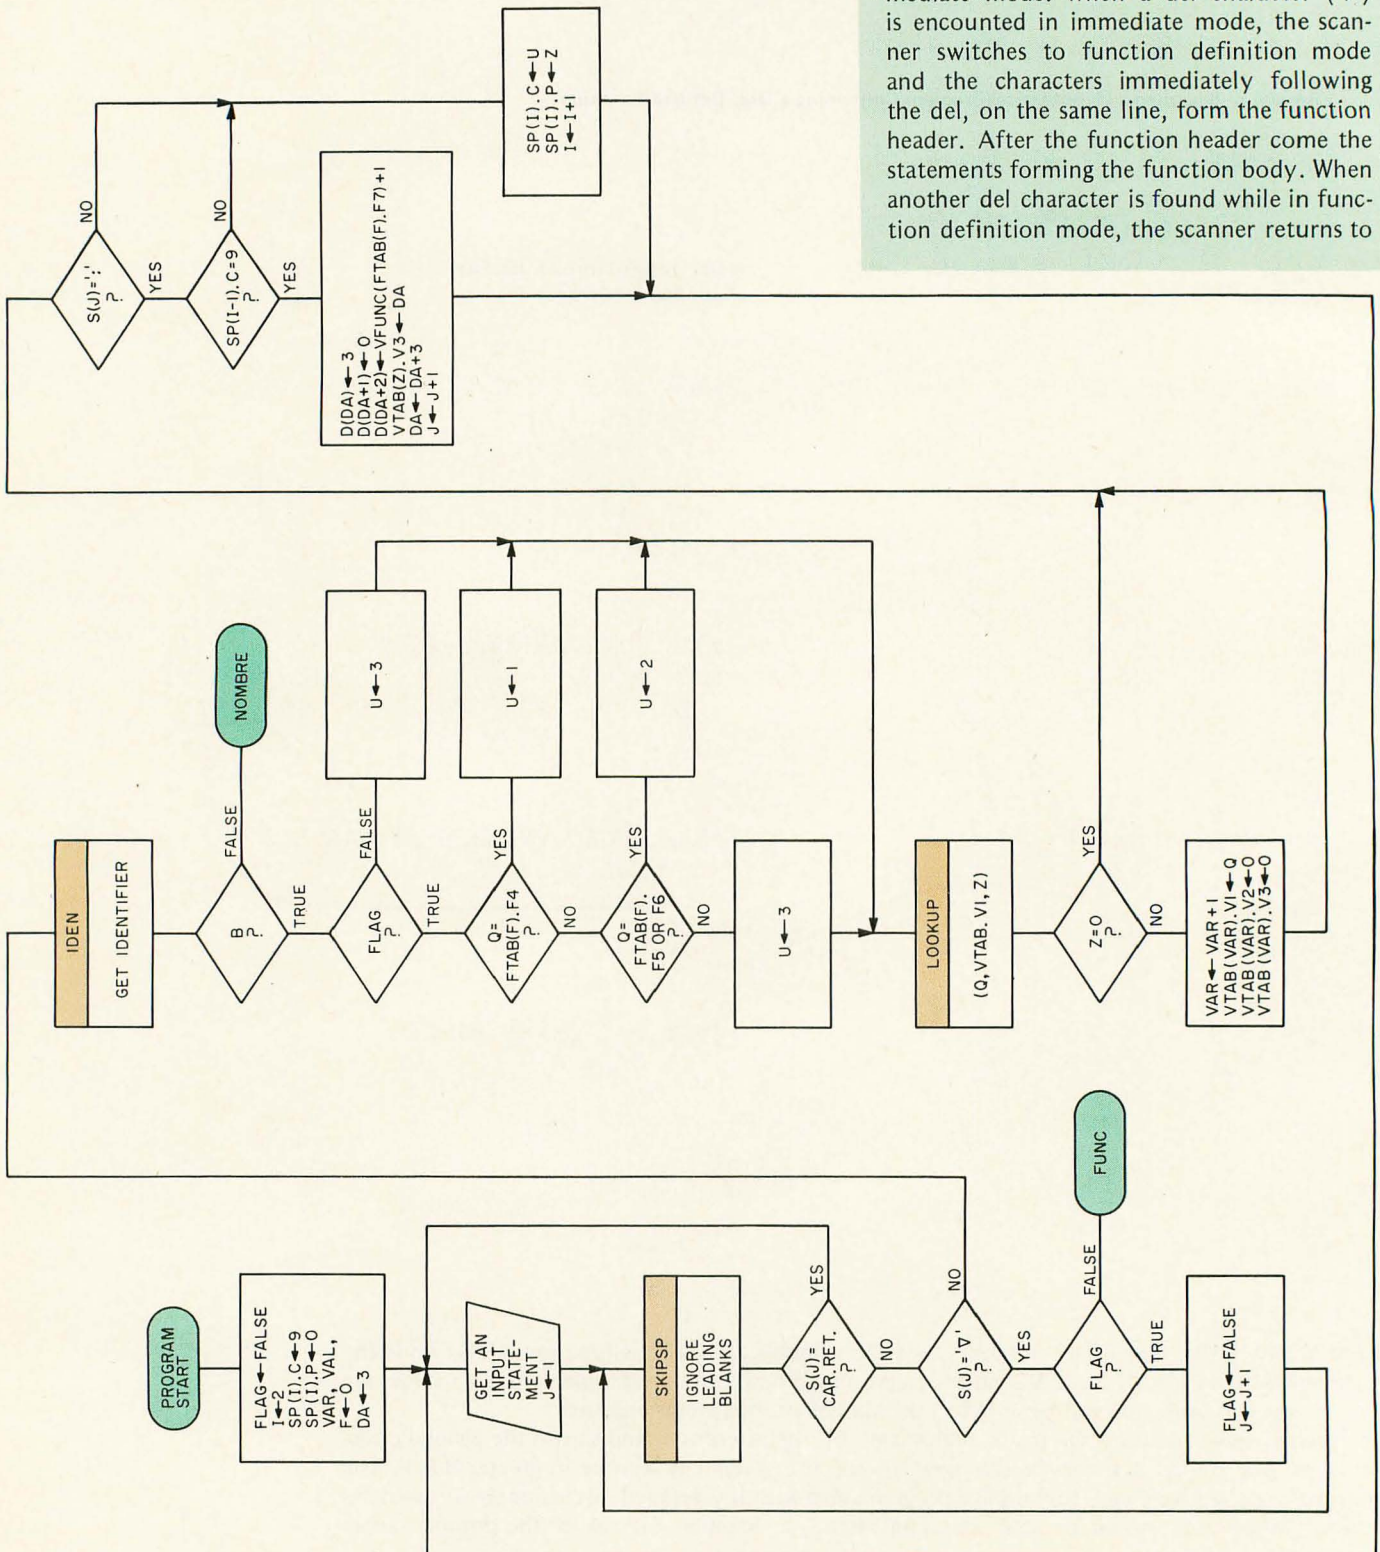 is encounted in immediate mode, the scan-
ner switches to function definition mode
and the characters immediately following
the del, on the same line, form the function
header. After the function header come the
statements forming the function body. When
another del character is found while in func-
tion definition mode, the scanner returns to
PROGRAM
START
FLAG←FALSE
I←2
SP(I).C←9
SP(I).P←0
VAR, VAL,
F←0
DA←3
GET AN
INPUT
STATE-
MENT
J←1
SKIPSP
IGNORE
LEADING
BLANKS
S(J)=
CAR.RET.
?
YES
NO
S(J)='∇'
?
NO
YES
FLAG
?
FALSE
FUNC
TRUE
FLAG←FALSE
J←J+1
IDEN
GET IDENTIFIER
B
?
FALSE
NOMBRE
TRUE
FLAG
?
FALSE
U←3
TRUE
Q=
FTAB(F).F4
?
YES
U←1
NO
Q=
FTAB(F).
F5 OR F6
?
YES
U←2
NO
U←3
LOOKUP
(Q,VTAB.V1,Z)
Z=0
?
YES
NO
VAR←VAR+1
VTAB(VAR).V1←Q
VTAB(VAR).V2←0
VTAB(VAR).V3←0
S(J)=':'
?
NO
YES
SP(I-1).C=9
?
NO
YES
D(DA)←3
D(DA+1)←0
D(DA+2)←VFUNC(FTAB(F).F7)+1
VTAB(Z).V3←DA
DA←DA+3
J←J+1
SP(I).C←U
SP(I).P←Z
I←I+1